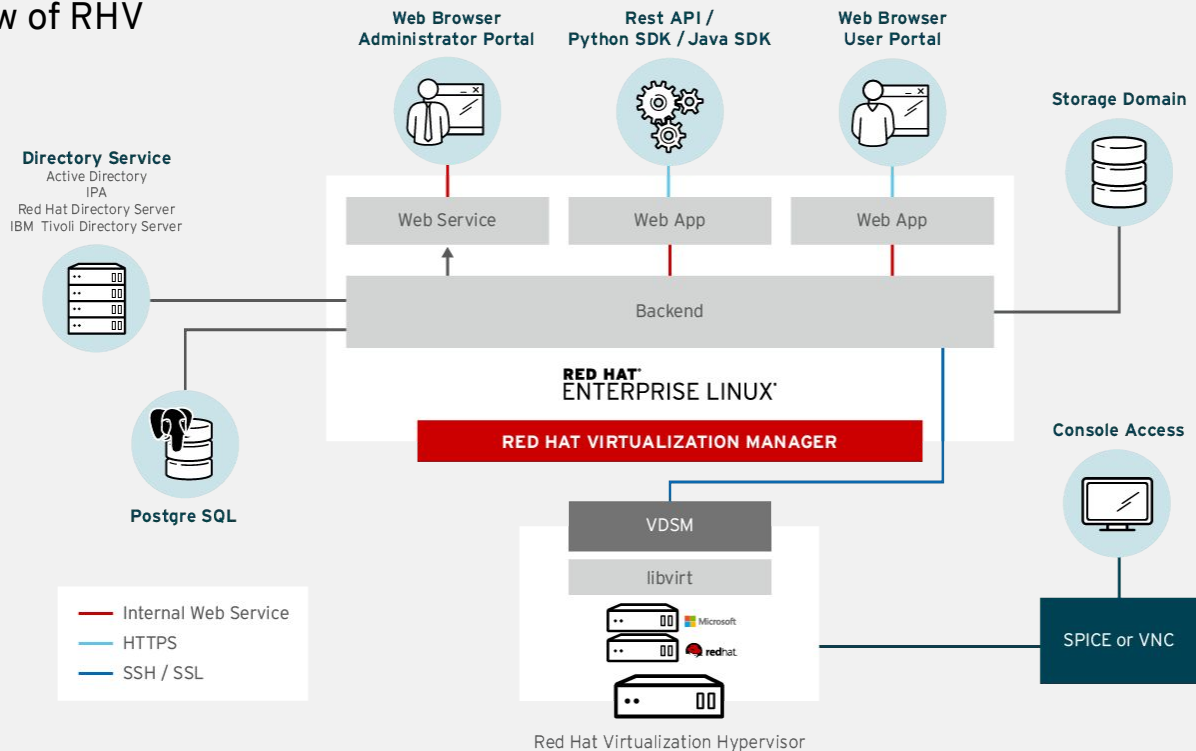 w of RHV
Web Browser
Administrator Portal
Rest API /
Python SDK / Java SDK
Web Browser
User Portal
Storage Domain
Directory Service
Active Directory
IPA
Red Hat Directory Server
IBM Tivoli Directory Server
Web Service
Web App
Web App
Backend
RED HAT
ENTERPRISE LINUX
RED HAT VIRTUALIZATION MANAGER
Postgre SQL
Console Access
VDSM
libvirt
Microsoft
redhat
SPICE or VNC
Internal Web Service
HTTPS
SSH / SSL
Red Hat Virtualization Hypervisor